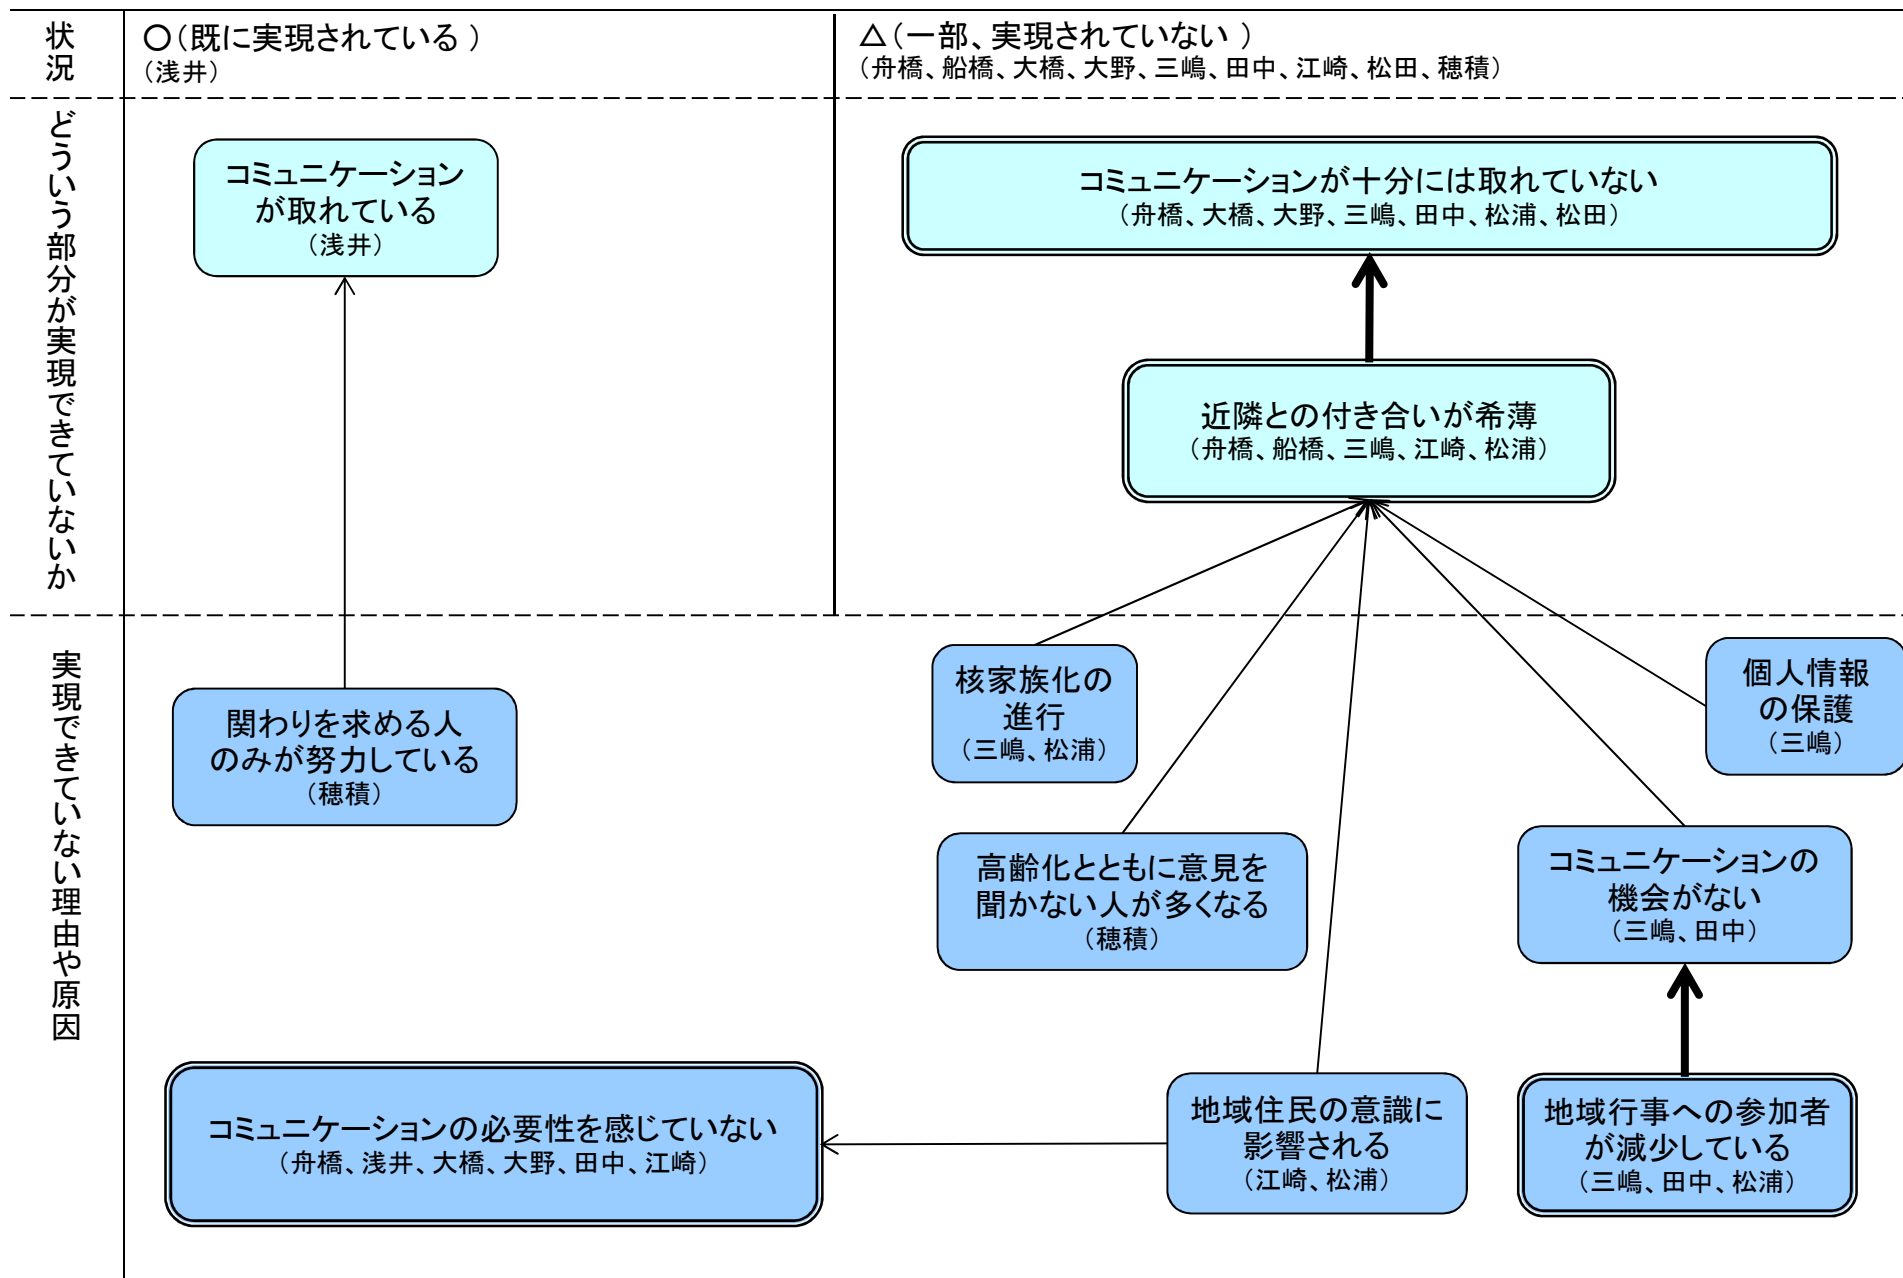 状況
○(既に実現されている )
(浅井)
△(一部、実現されていない )
(舟橋、船橋、大橋、大野、三嶋、田中、江崎、松田、穂積)
どういう部分が実現できていないか
コミュニケーション
が取れている
(浅井)
コミュニケーションが十分には取れていない
(舟橋、大橋、大野、三嶋、田中、松浦、松田)
近隣との付き合いが希薄
(舟橋、船橋、三嶋、江崎、松浦)
実現できていない理由や原因
関わりを求める人
のみが努力している
(穂積)
核家族化の
進行
(三嶋、松浦)
個人情報
の保護
(三嶋)
高齢化とともに意見を
聞かない人が多くなる
(穂積)
コミュニケーションの
機会がない
(三嶋、田中)
コミュニケーションの必要性を感じていない
(舟橋、浅井、大橋、大野、田中、江崎)
地域住民の意識に
影響される
(江崎、松浦)
地域行事への参加者
が減少している
(三嶋、田中、松浦)